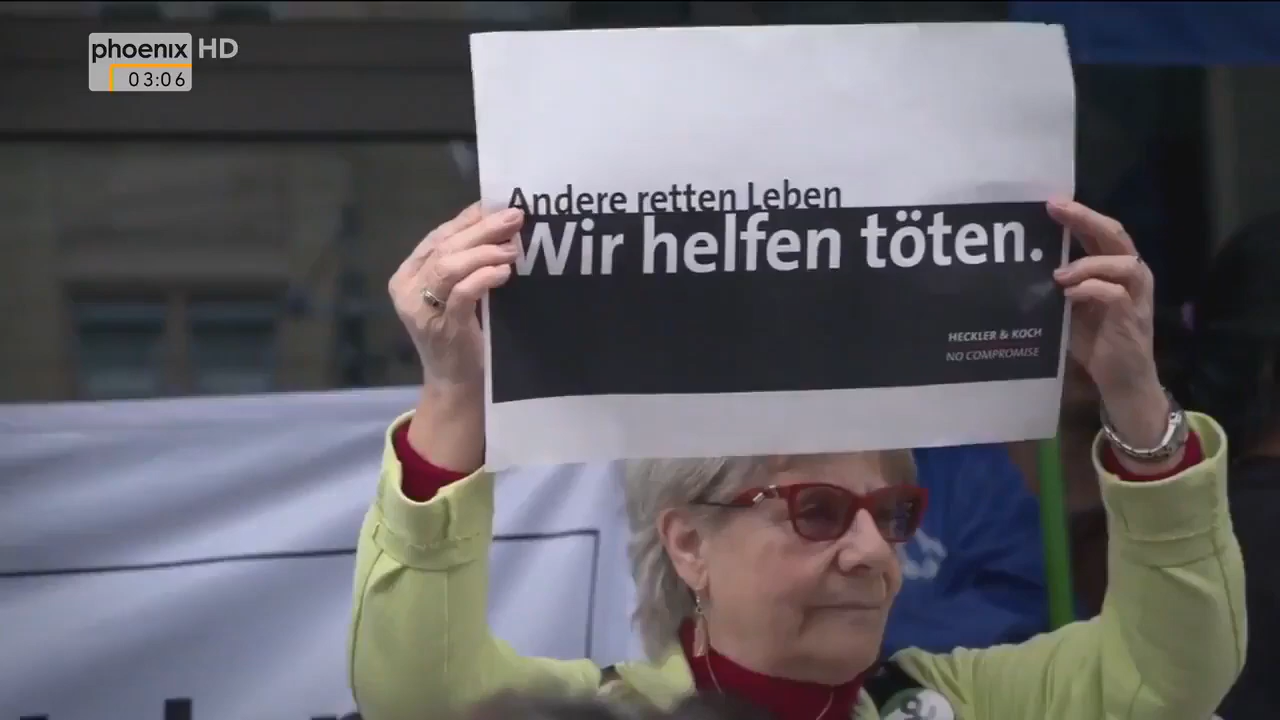 phoenix HD
03:06
Andere retten Leben
Wir helfen töten.
HECKLER & KOCH
NO COMPROMISE